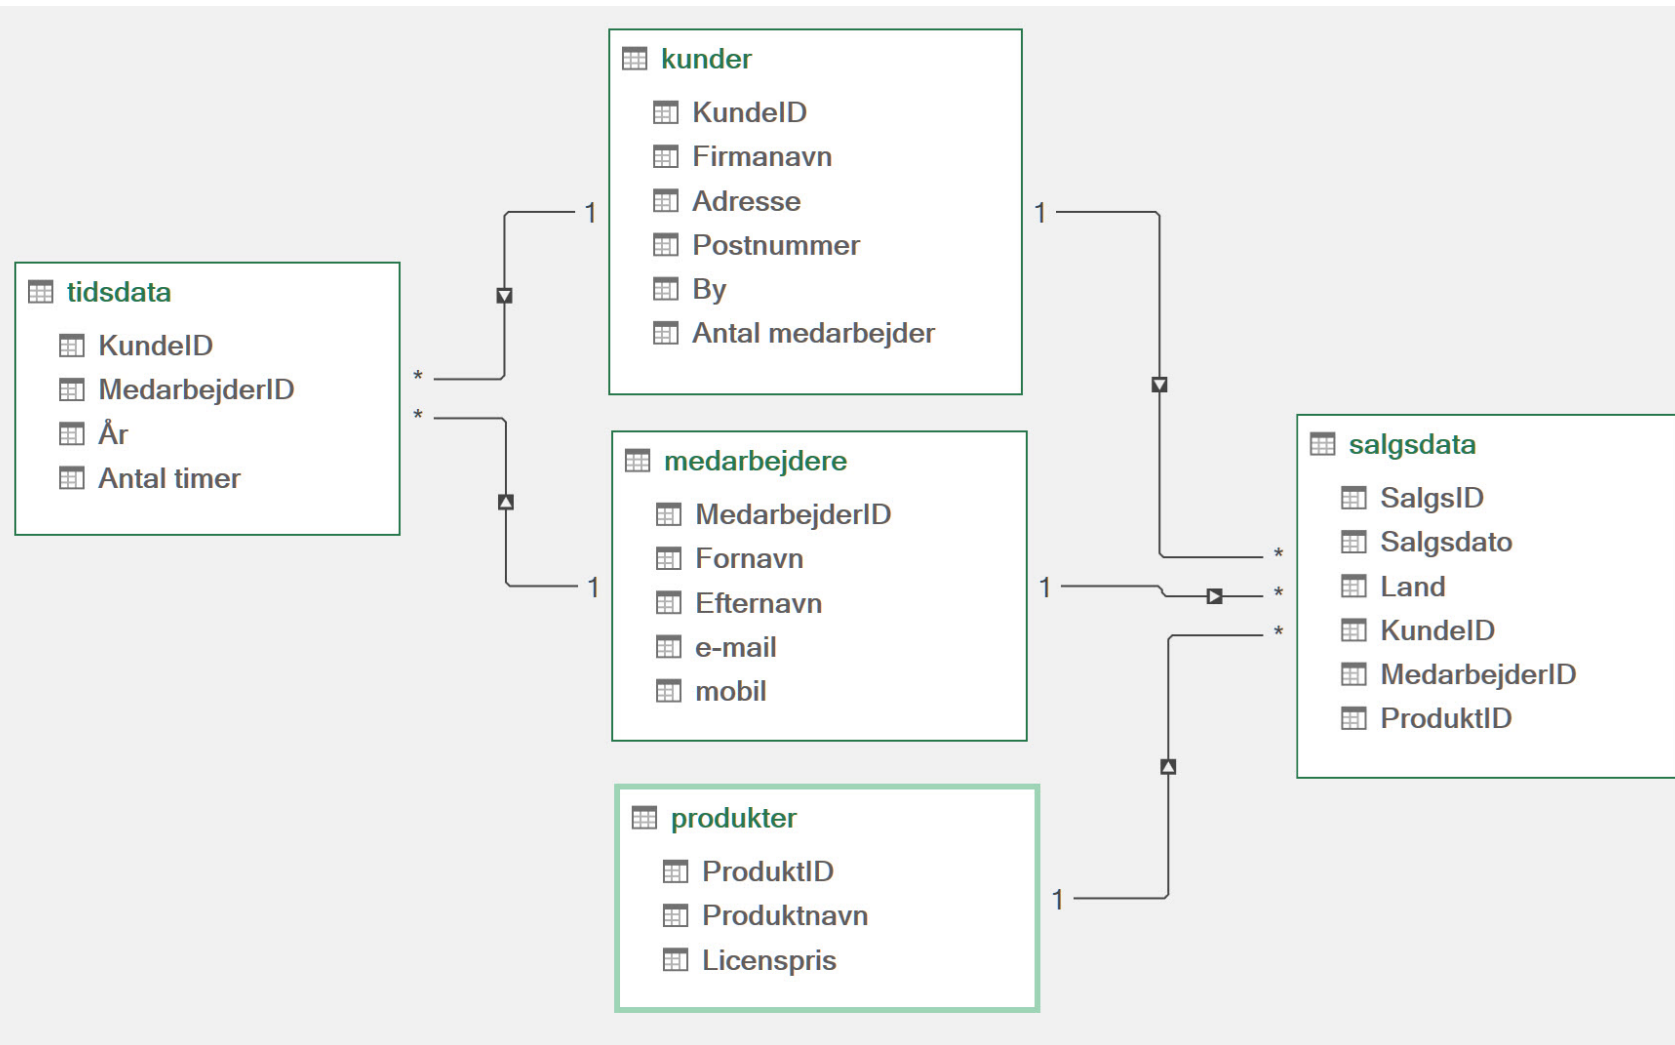 kunder
KundeID
Firmanavn
Adresse
Postnummer
By
Antal medarbejder
1
1
tidsdata
KundeID
MedarbejderID
År
Antal timer
*
*
medarbejdere
MedarbejderID
Fornavn
Efternavn
e-mail
mobil
1
1
salgsdata
SalgsID
Salgsdato
Land
KundeID
MedarbejderID
ProduktID
*
*
*
produkter
ProduktID
Produktnavn
Licenspris
1